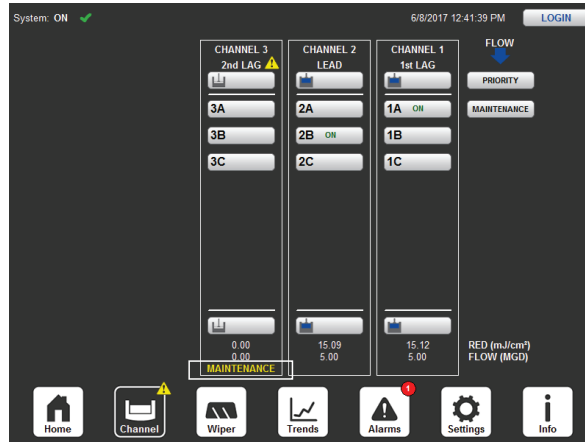 System: ON
6/8/2017 12:41:39 PM
LOGIN
CHANNEL 3
2nd LAG
CHANNEL 2
LEAD
CHANNEL 1
1st LAG
FLOW
PRIORITY
MAINTENANCE
3A
2A
1A ON
3B
2B ON
1B
3C
2C
1C
0.00
15.09
15.12
RED (mJ/cm²)
0.00
5.00
5.00
FLOW (MGD)
MAINTENANCE
1
Home
Channel
Wiper
Trends
Alarms
Settings
Info